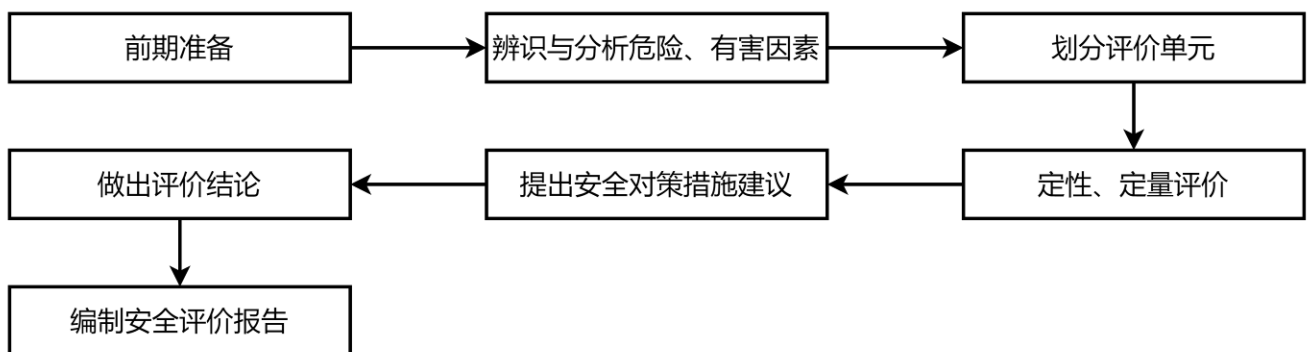 前期准备
辨识与分析危险、有害因素
划分评价单元
定性、定量评价
提出安全对策措施建议
做出评价结论
编制安全评价报告